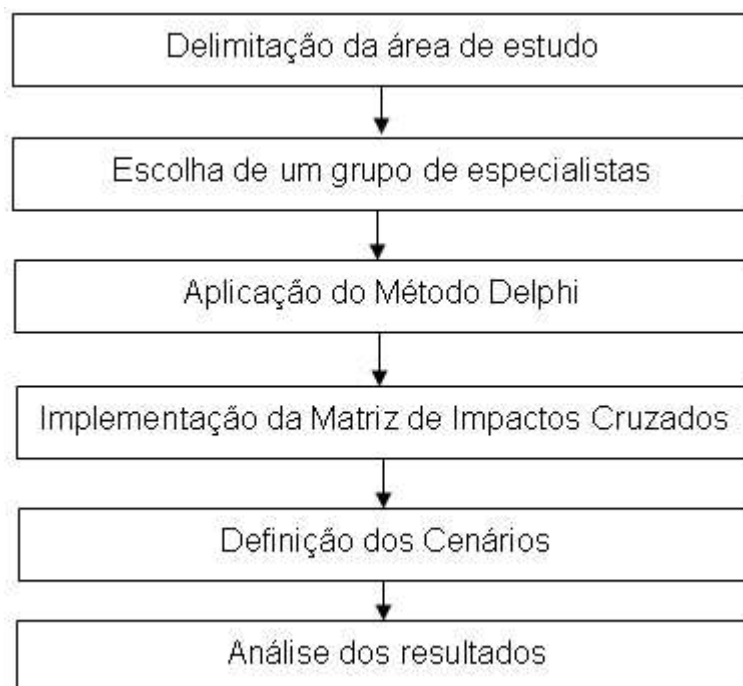 Delimitação da área de estudo
Escolha de um grupo de especialistas
Aplicação do Método Delphi
Implementação da Matriz de Impactos Cruzados
Definição dos Cenários
Análise dos resultados